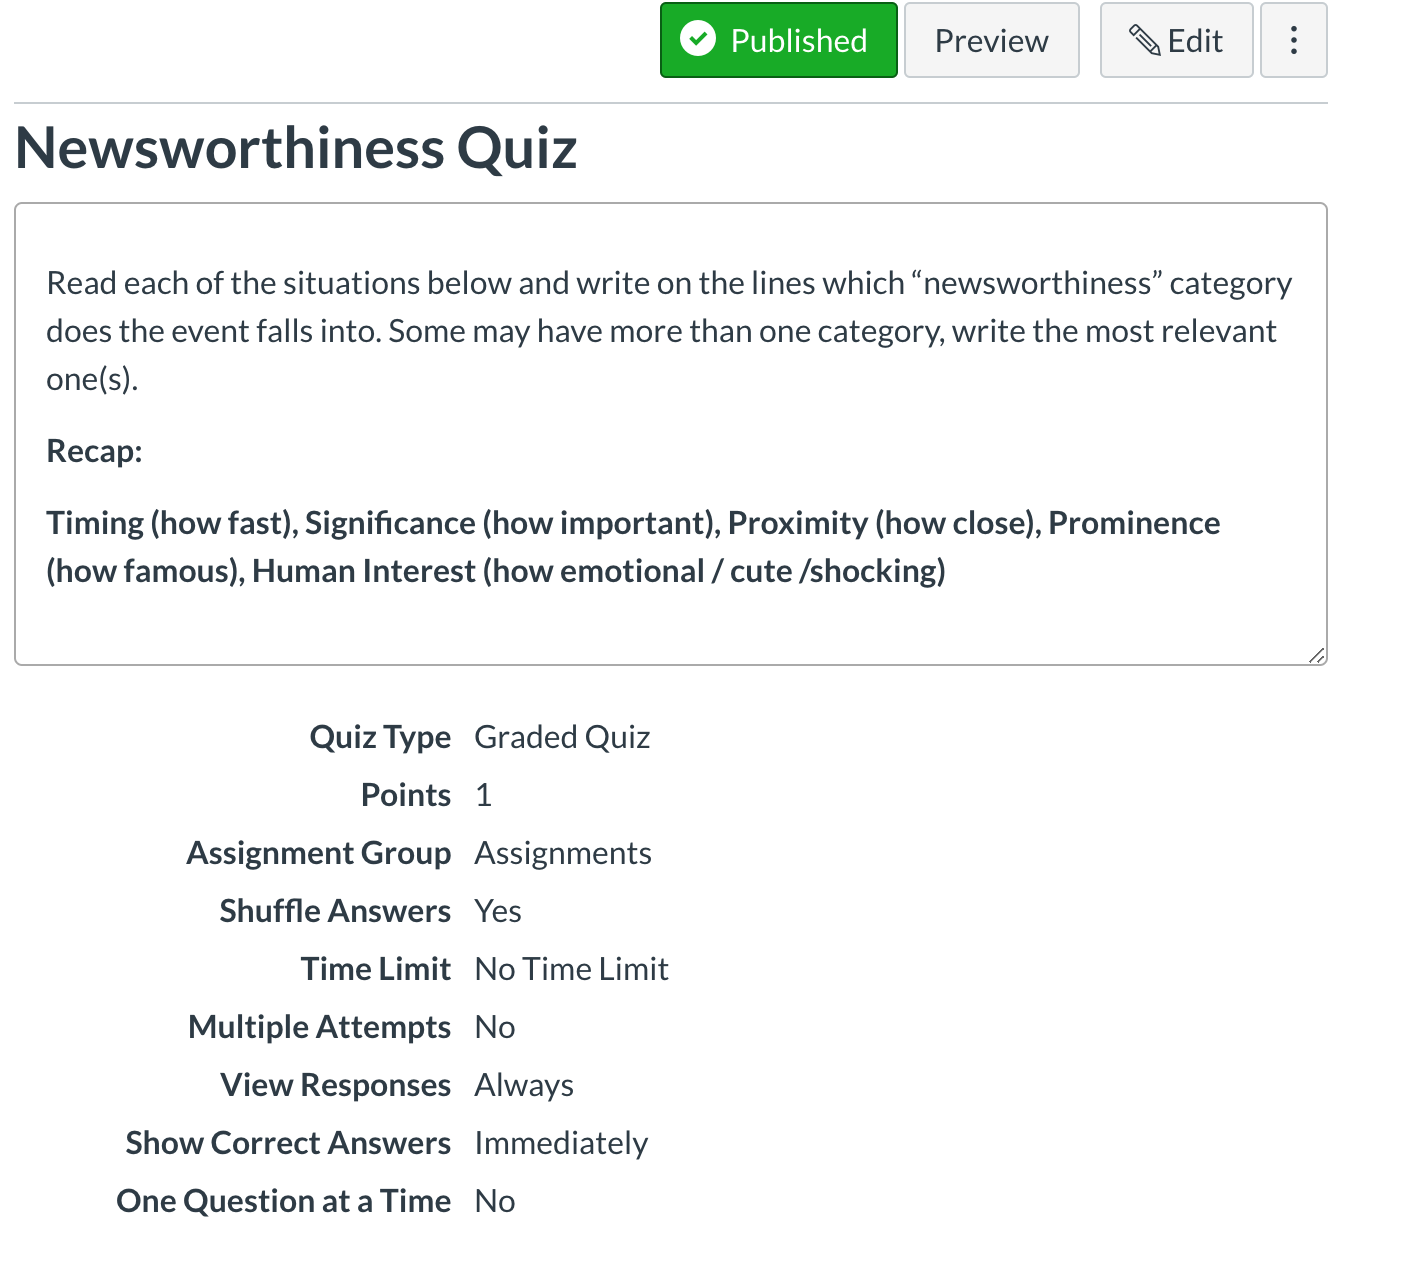 Published Preview Edit
Newsworthiness Quiz
Read each of the situations below and write on the lines which “newsworthiness” category
does the event falls into. Some may have more than one category, write the most relevant
one(s).
Recap:
Timing (how fast), Significance (how important), Proximity (how close), Prominence
(how famous), Human Interest (how emotional / cute /shocking)
Quiz Type Graded Quiz
Points 1
Assignment Group Assignments
Shuffle Answers Yes
Time Limit No Time Limit
Multiple Attempts No
View Responses Always
Show Correct Answers Immediately
One Question at a Time No